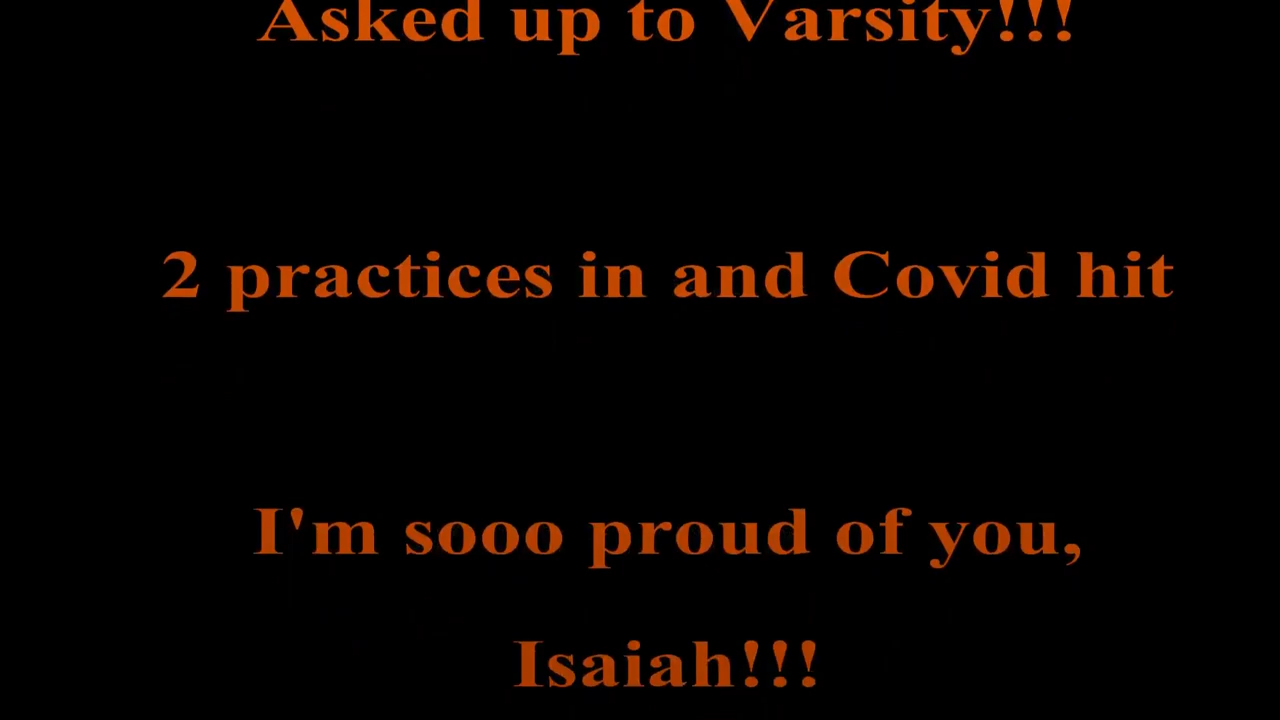 Asked up to Varsity!!!
2 practices in and Covid hit
I'm sooo proud of you,
Isaiah!!!